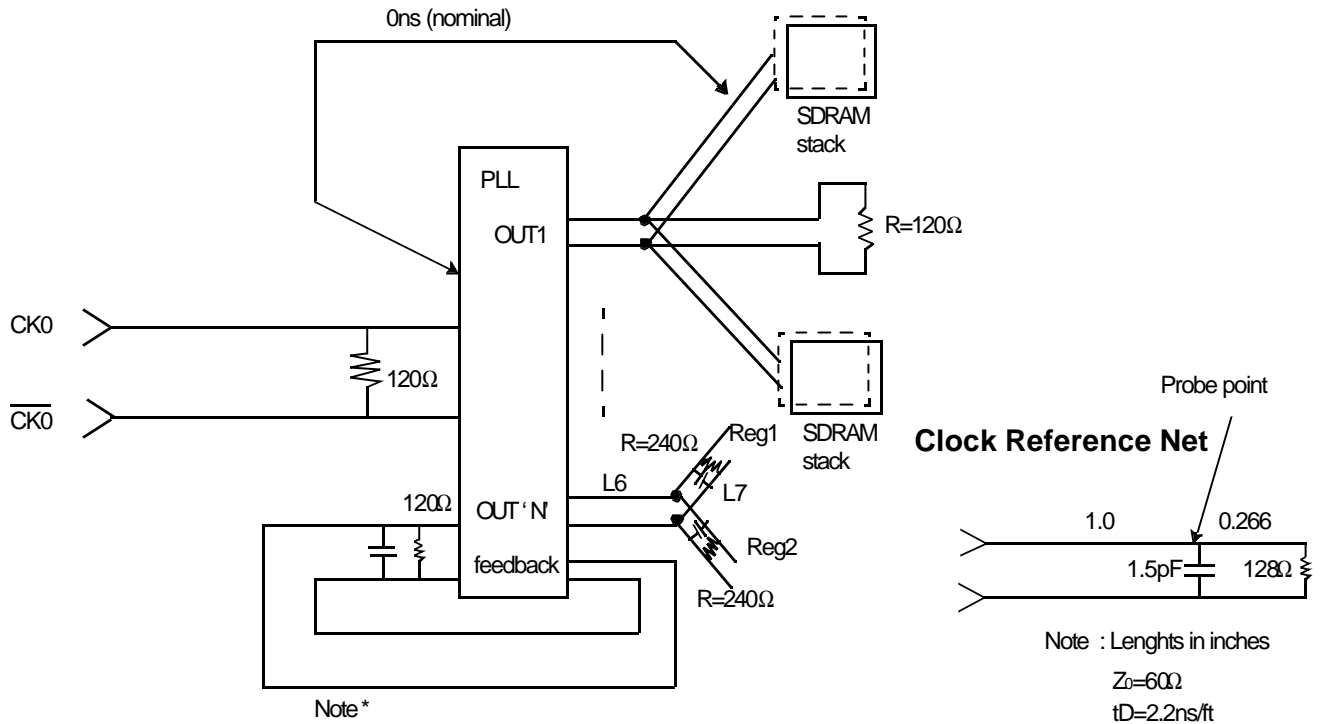 0ns (nominal)
SDRAM
stack
PLL
OUT1
R=120Ω
CK0
120Ω
CK0
SDRAM
stack
Probe point
Clock Reference Net
R=240Ω
Reg1
L6
L7
120Ω
OUT ' N'
Reg2
feedback
R=240Ω
1.0
0.266
1.5pF
128Ω
Note : Lenghts in inches
Z0=60Ω
tD=2.2ns/ft
Note *